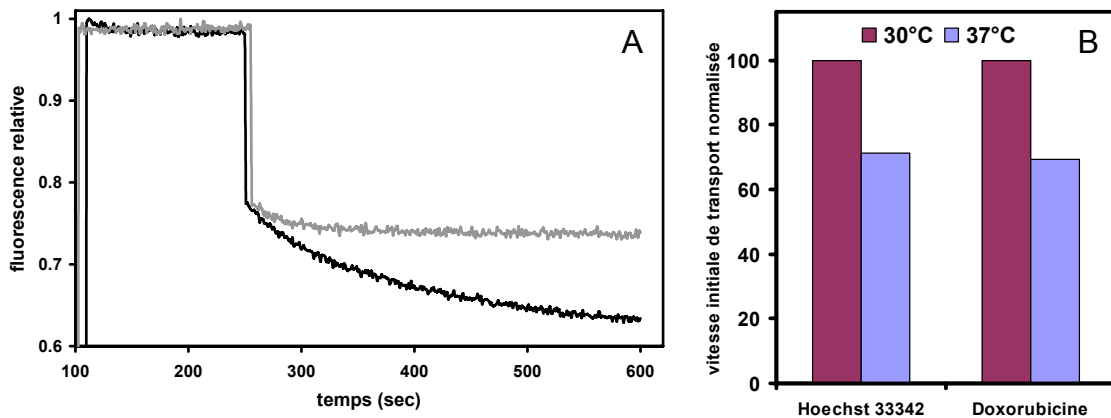 A
1
0.9
0.8
0.7
0.6
fluorescence relative
100
200
300
400
500
600
temps (sec)
B
30°C
37°C
100
80
60
40
20
0
vitesse initiale de transport normalisée
Hoechst 33342
Doxorubicine